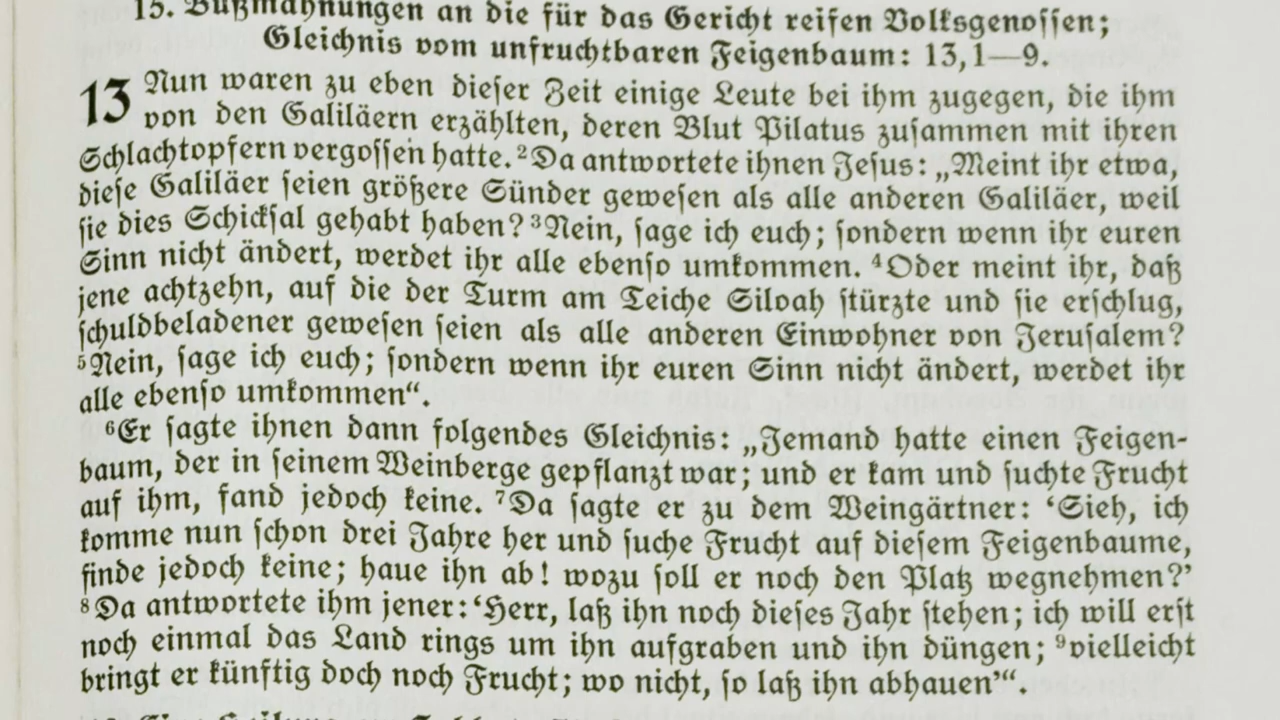 15. Bußmahnungen an die für das Gericht reifen Volksgenossen;
Gleichnis vom unfruchtbaren Feigenbaum: 13,1—9.
13 Nun waren zu eben dieser Zeit einige Leute bei ihm zugegen, die ihm
von den Galiläern erzählten, deren Blut Pilatus zusammen mit ihren
Schlachtopfern vergossen hatte. ²Da antwortete ihnen Jesus: „Meint ihr etwa,
diese Galiläer seien größere Sünder gewesen als alle anderen Galiläer, weil
sie dies Schicksal gehabt haben? ³Nein, sage ich euch; sondern wenn ihr euren
Sinn nicht ändert, werdet ihr alle ebenso umkommen. ⁴Oder meint ihr, daß
jene achtzehn, auf die der Turm am Teiche Siloah stürzte und sie erschlug,
schuldbeladener gewesen seien als alle anderen Einwohner von Jerusalem?
⁵Nein, sage ich euch; sondern wenn ihr euren Sinn nicht ändert, werdet ihr
alle ebenso umkommen“.
⁶Er sagte ihnen dann folgendes Gleichnis: „Jemand hatte einen Feigen-
baum, der in seinem Weinberge gepflanzt war; und er kam und suchte Frucht
auf ihm, fand jedoch keine. ⁷Da sagte er zu dem Weingärtner: ‘Sieh, ich
komme nun schon drei Jahre her und suche Frucht auf diesem Feigenbaume,
finde jedoch keine; haue ihn ab! wozu soll er noch den Platz wegnehmen?’
⁸Da antwortete ihm jener: ‘Herr, laß ihn noch dieses Jahr stehen; ich will erst
noch einmal das Land rings um ihn aufgraben und ihn düngen; ⁹vielleicht
bringt er künftig doch noch Frucht; wo nicht, so laß ihn abhauen’“.